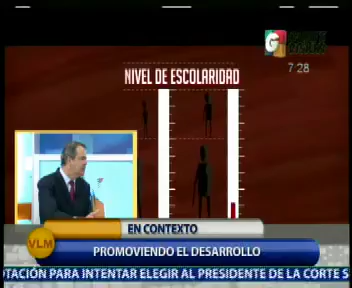 G
7:28
NIVEL DE ESCOLARIDAD
EN CONTEXTO
VLM
PROMOVIENDO EL DESARROLLO
OTACIÓN PARA INTENTAR ELEGIR AL PRESIDENTE DE LA CORTE S